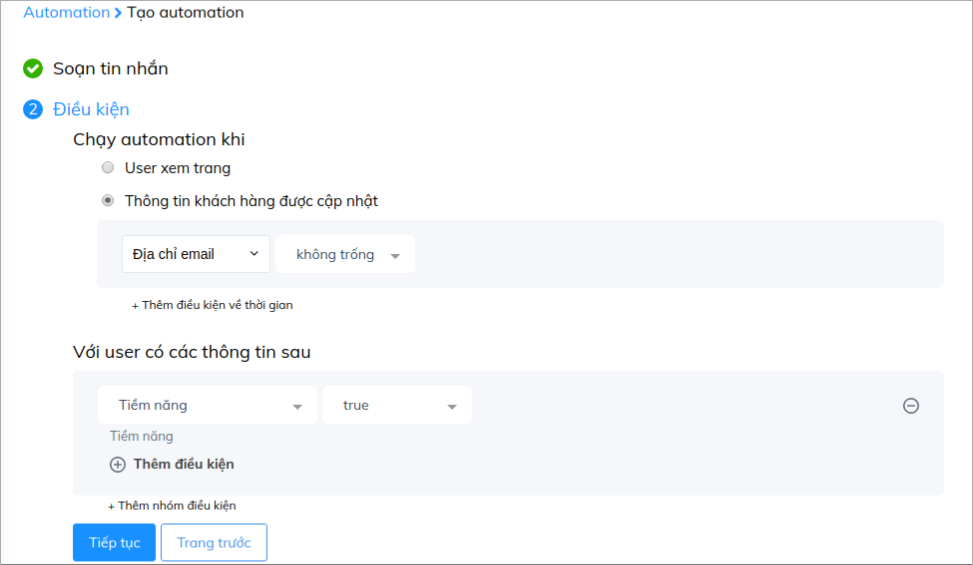 Automation > Tạo automation
Soạn tin nhắn
2 Điều kiện
Chạy automation khi
User xem trang
Thông tin khách hàng được cập nhật
Địa chỉ email không trống
+ Thêm điều kiện về thời gian
Với user có các thông tin sau
Tiềm năng true
Tiềm năng
Thêm điều kiện
+ Thêm nhóm điều kiện
Tiếp tục Trang trước